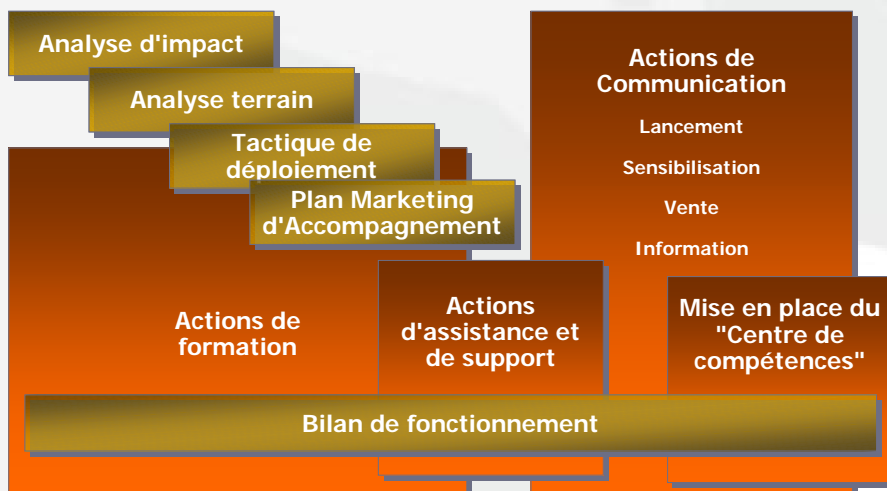 Analyse d'impact
Analyse terrain
Tactique de
déploiement
Plan Marketing
d'Accompagnement
Actions de
Communication
Lancement
Sensibilisation
Vente
Information
Actions de
formation
Actions
d'assistance et
de support
Mise en place du
"Centre de
compétences"
Bilan de fonctionnement